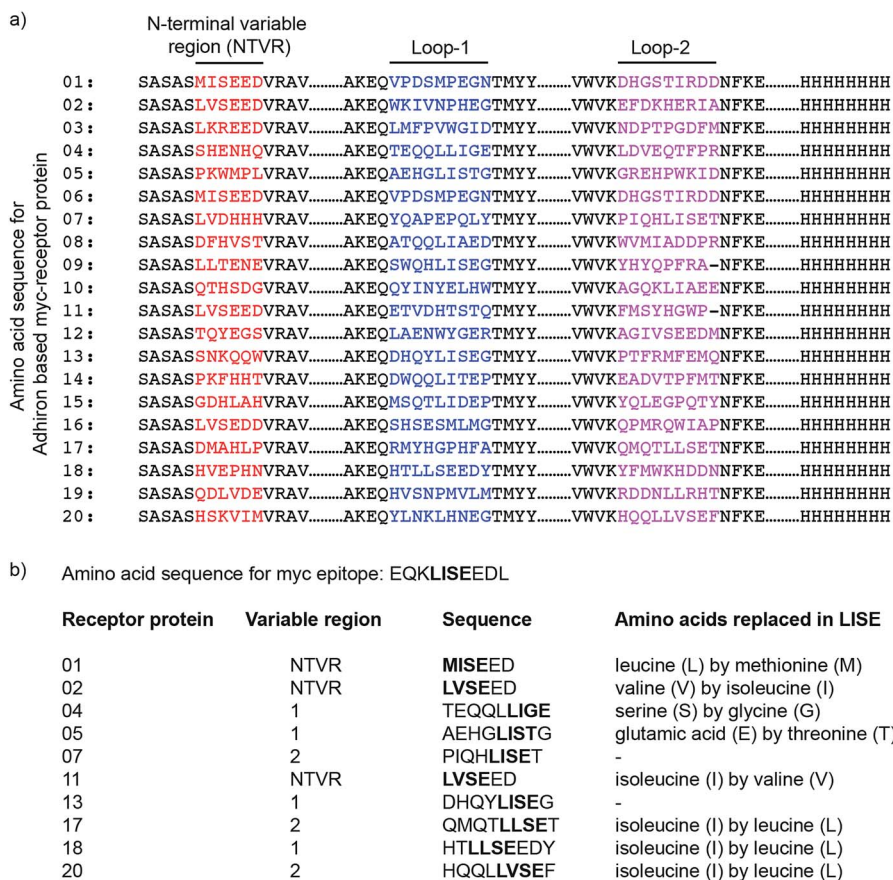 a)
N-terminal variable
region (NTVR)
Loop-1
Loop-2
Amino acid sequence for
Adhiron based myc-receptor protein
01: SASASMISEEDVRAV.........AKEQVPDSMPEGNTMYY.........VWVKDHGSTIRDDNFKE.........HHHHHHHH
02: SASASLVSEEDVRAV.........AKEQWKIVNPHEGTMYY.........VWVKEFDKHERIANFKE.........HHHHHHHH
03: SASASLKREEDVRAV.........AKEQLMFPVWGIDTMYY.........VWVKNDPTPGDFMNFKE.........HHHHHHHH
04: SASASSHENHQVRAV.........AKEQTEQQLLIGETMYY.........VWVKLDVEQTFPRNFKE.........HHHHHHHH
05: SASASPKWMPLVRAV.........AKEQAEHGLISTGTMYY.........VWVKGREHPWKIDNFKE.........HHHHHHHH
06: SASASMISEEDVRAV.........AKEQVPDSMPEGNTMYY.........VWVKDHGSTIRDDNFKE.........HHHHHHHH
07: SASASLVDHHHVRAV.........AKEQYQAPEPQLYTMYY.........VWVKPIQHLISETNFKE.........HHHHHHHH
08: SASASDFHVSTVRAV.........AKEQATQQLIAEDTMYY.........VWVKWVMIADDPRNFKE.........HHHHHHHH
09: SASASLLTENEVRAV.........AKEQSWQHLISEGTMYY.........VWVKYHYQPFRA-NFKE.........HHHHHHHH
10: SASASQTHSDGVRAV.........AKEQQYINYELHWTMYY.........VWVKAGQKLIAEENFKE.........HHHHHHHH
11: SASASLVSEEDVRAV.........AKEQETVDHTSTQTMYY.........VWVKFMSYHGWP-NFKE.........HHHHHHHH
12: SASASTQYEGSVRAV.........AKEQLAENWYGERTMYY.........VWVKAGIVSEEDMNFKE.........HHHHHHHH
13: SASASSNKQQWVRAV.........AKEQDHQYLISEGTMYY.........VWVKPTFRMFEMQNFKE.........HHHHHHHH
14: SASASPKFHHTVRAV.........AKEQDWQQLITEPTMYY.........VWVKEADVTPFMTNFKE.........HHHHHHHH
15: SASASGDHLAHVRAV.........AKEQMSQTLIDEPTMYY.........VWVKYQLEGPQTYNFKE.........HHHHHHHH
16: SASASLVSEDDVRAV.........AKEQSHSESMLMGTMYY.........VWVKQPMRQWIAPNFKE.........HHHHHHHH
17: SASASDMAHLPVRAV.........AKEQRMYHGPHFATMYY.........VWVKQMQTLLSETNFKE.........HHHHHHHH
18: SASASHVEPHNVRAV.........AKEQHTLLSEEDYTMYY.........VWVKYFMWKHDDNNFKE.........HHHHHHHH
19: SASASQDLVDEVRAV.........AKEQHVSNPMVLMTMYY.........VWVKRDDNLLRHTNFKE.........HHHHHHHH
20: SASASHSKVIMVRAV.........AKEQYLNKLHNEGTMYY.........VWVKHQQLLVSEFNFKE.........HHHHHHHH
b) Amino acid sequence for myc epitope: EQKLISEEDL
Receptor protein Variable region Sequence Amino acids replaced in LISE
01 NTVR MISEED leucine (L) by methionine (M)
02 NTVR LVSEED valine (V) by isoleucine (I)
04 1 TEQQLLIGE serine (S) by glycine (G)
05 1 AEHGLISTG glutamic acid (E) by threonine (T)
07 2 PIQHLISET -
11 NTVR LVSEED isoleucine (I) by valine (V)
13 1 DHQYLISEG -
17 2 QMQTLLSET isoleucine (I) by leucine (L)
18 1 HTLLSEEDY isoleucine (I) by leucine (L)
20 2 HQQLLVSEF isoleucine (I) by leucine (L)